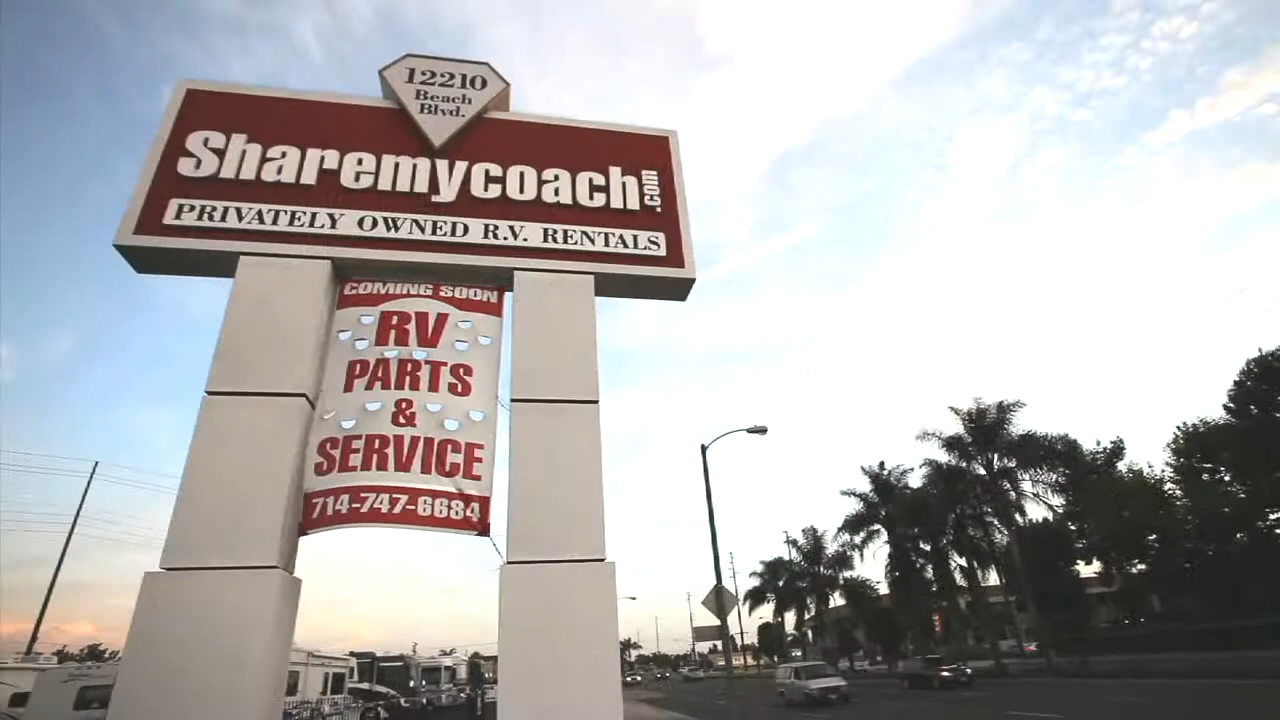 12210
Beach
Blvd.
Sharemycoach.com
PRIVATELY OWNED R.V. RENTALS
COMING SOON
RV
PARTS
&
SERVICE
714-747-6684